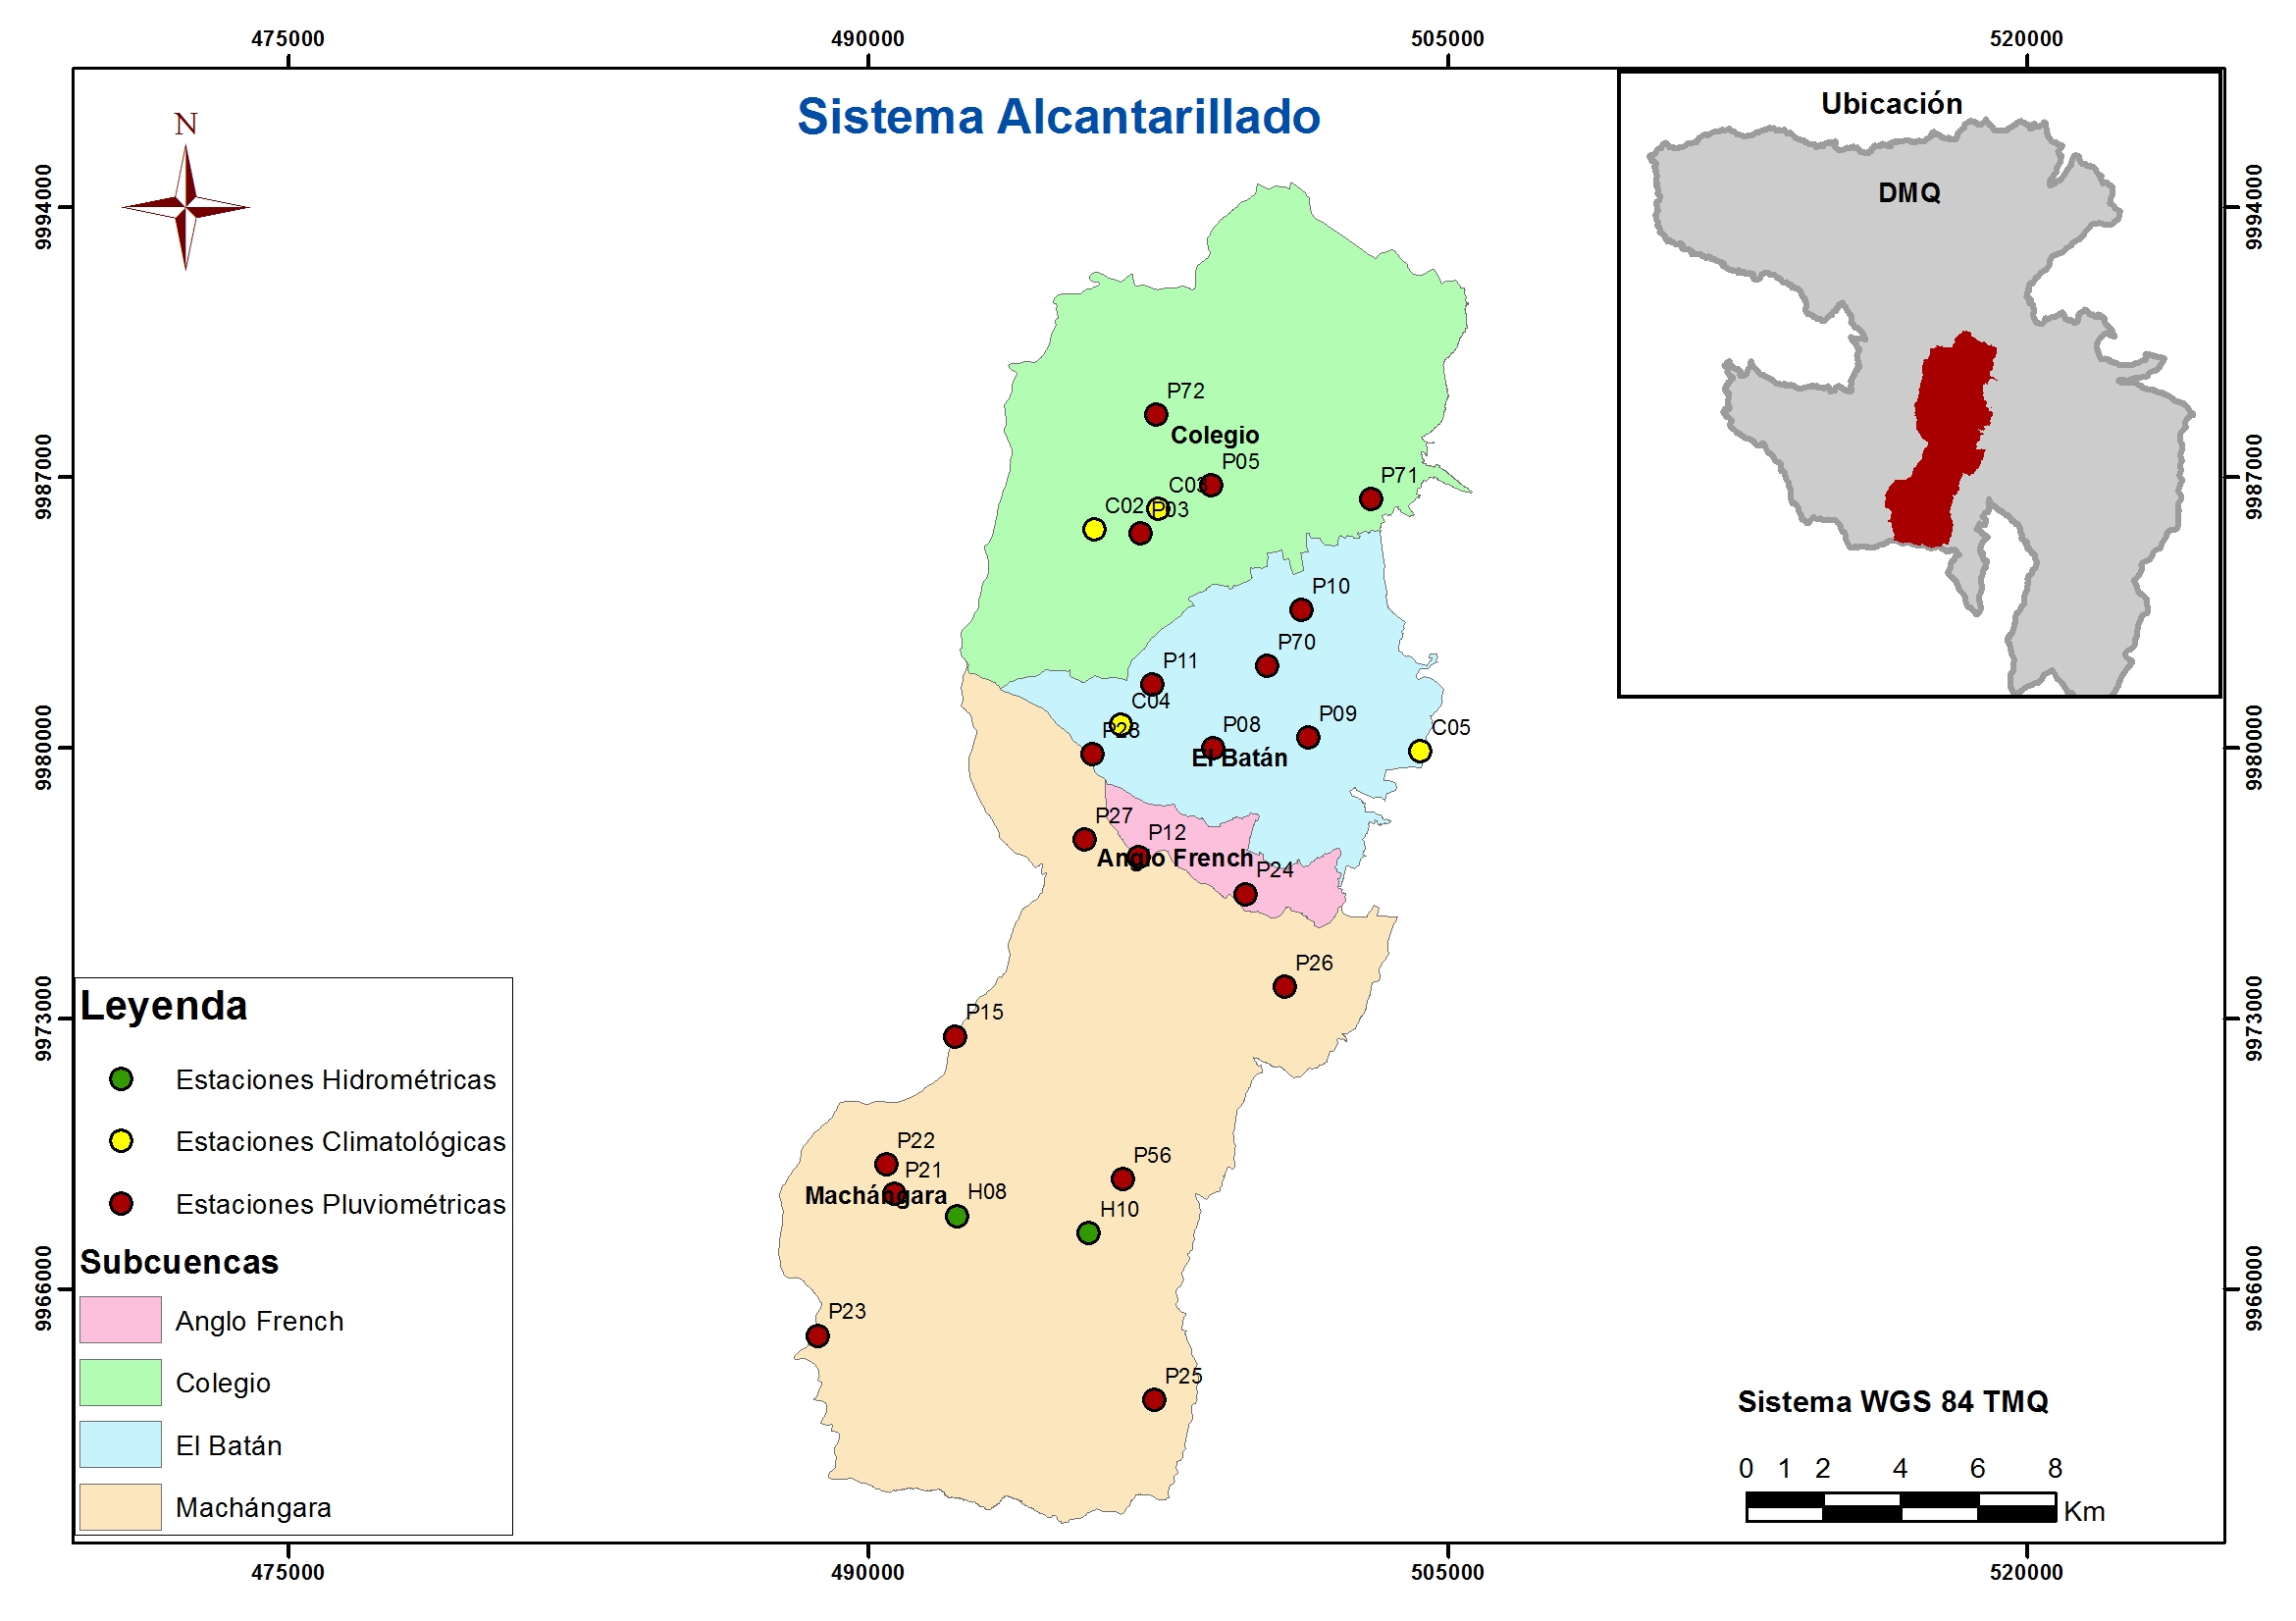 475000
490000
505000
520000
Sistema Alcantarillado
N
Ubicación
DMQ
9994000
9994000
P72
Colegio
P05
P71
C03
C02
P03
9987000
9987000
P10
P70
P11
C04
P28
P08
P09
C05
El Batán
9980000
9980000
P27
P12
Anglo French
P24
P26
P15
9973000
9973000
P22
P21
P56
Machángara
H08
H10
P23
P25
9966000
9966000
Leyenda
Estaciones Hidrométricas
Estaciones Climatológicas
Estaciones Pluviométricas
Subcuencas
Anglo French
Colegio
El Batán
Machángara
Sistema WGS 84 TMQ
0 1 2 4 6 8
Km
475000
490000
505000
520000